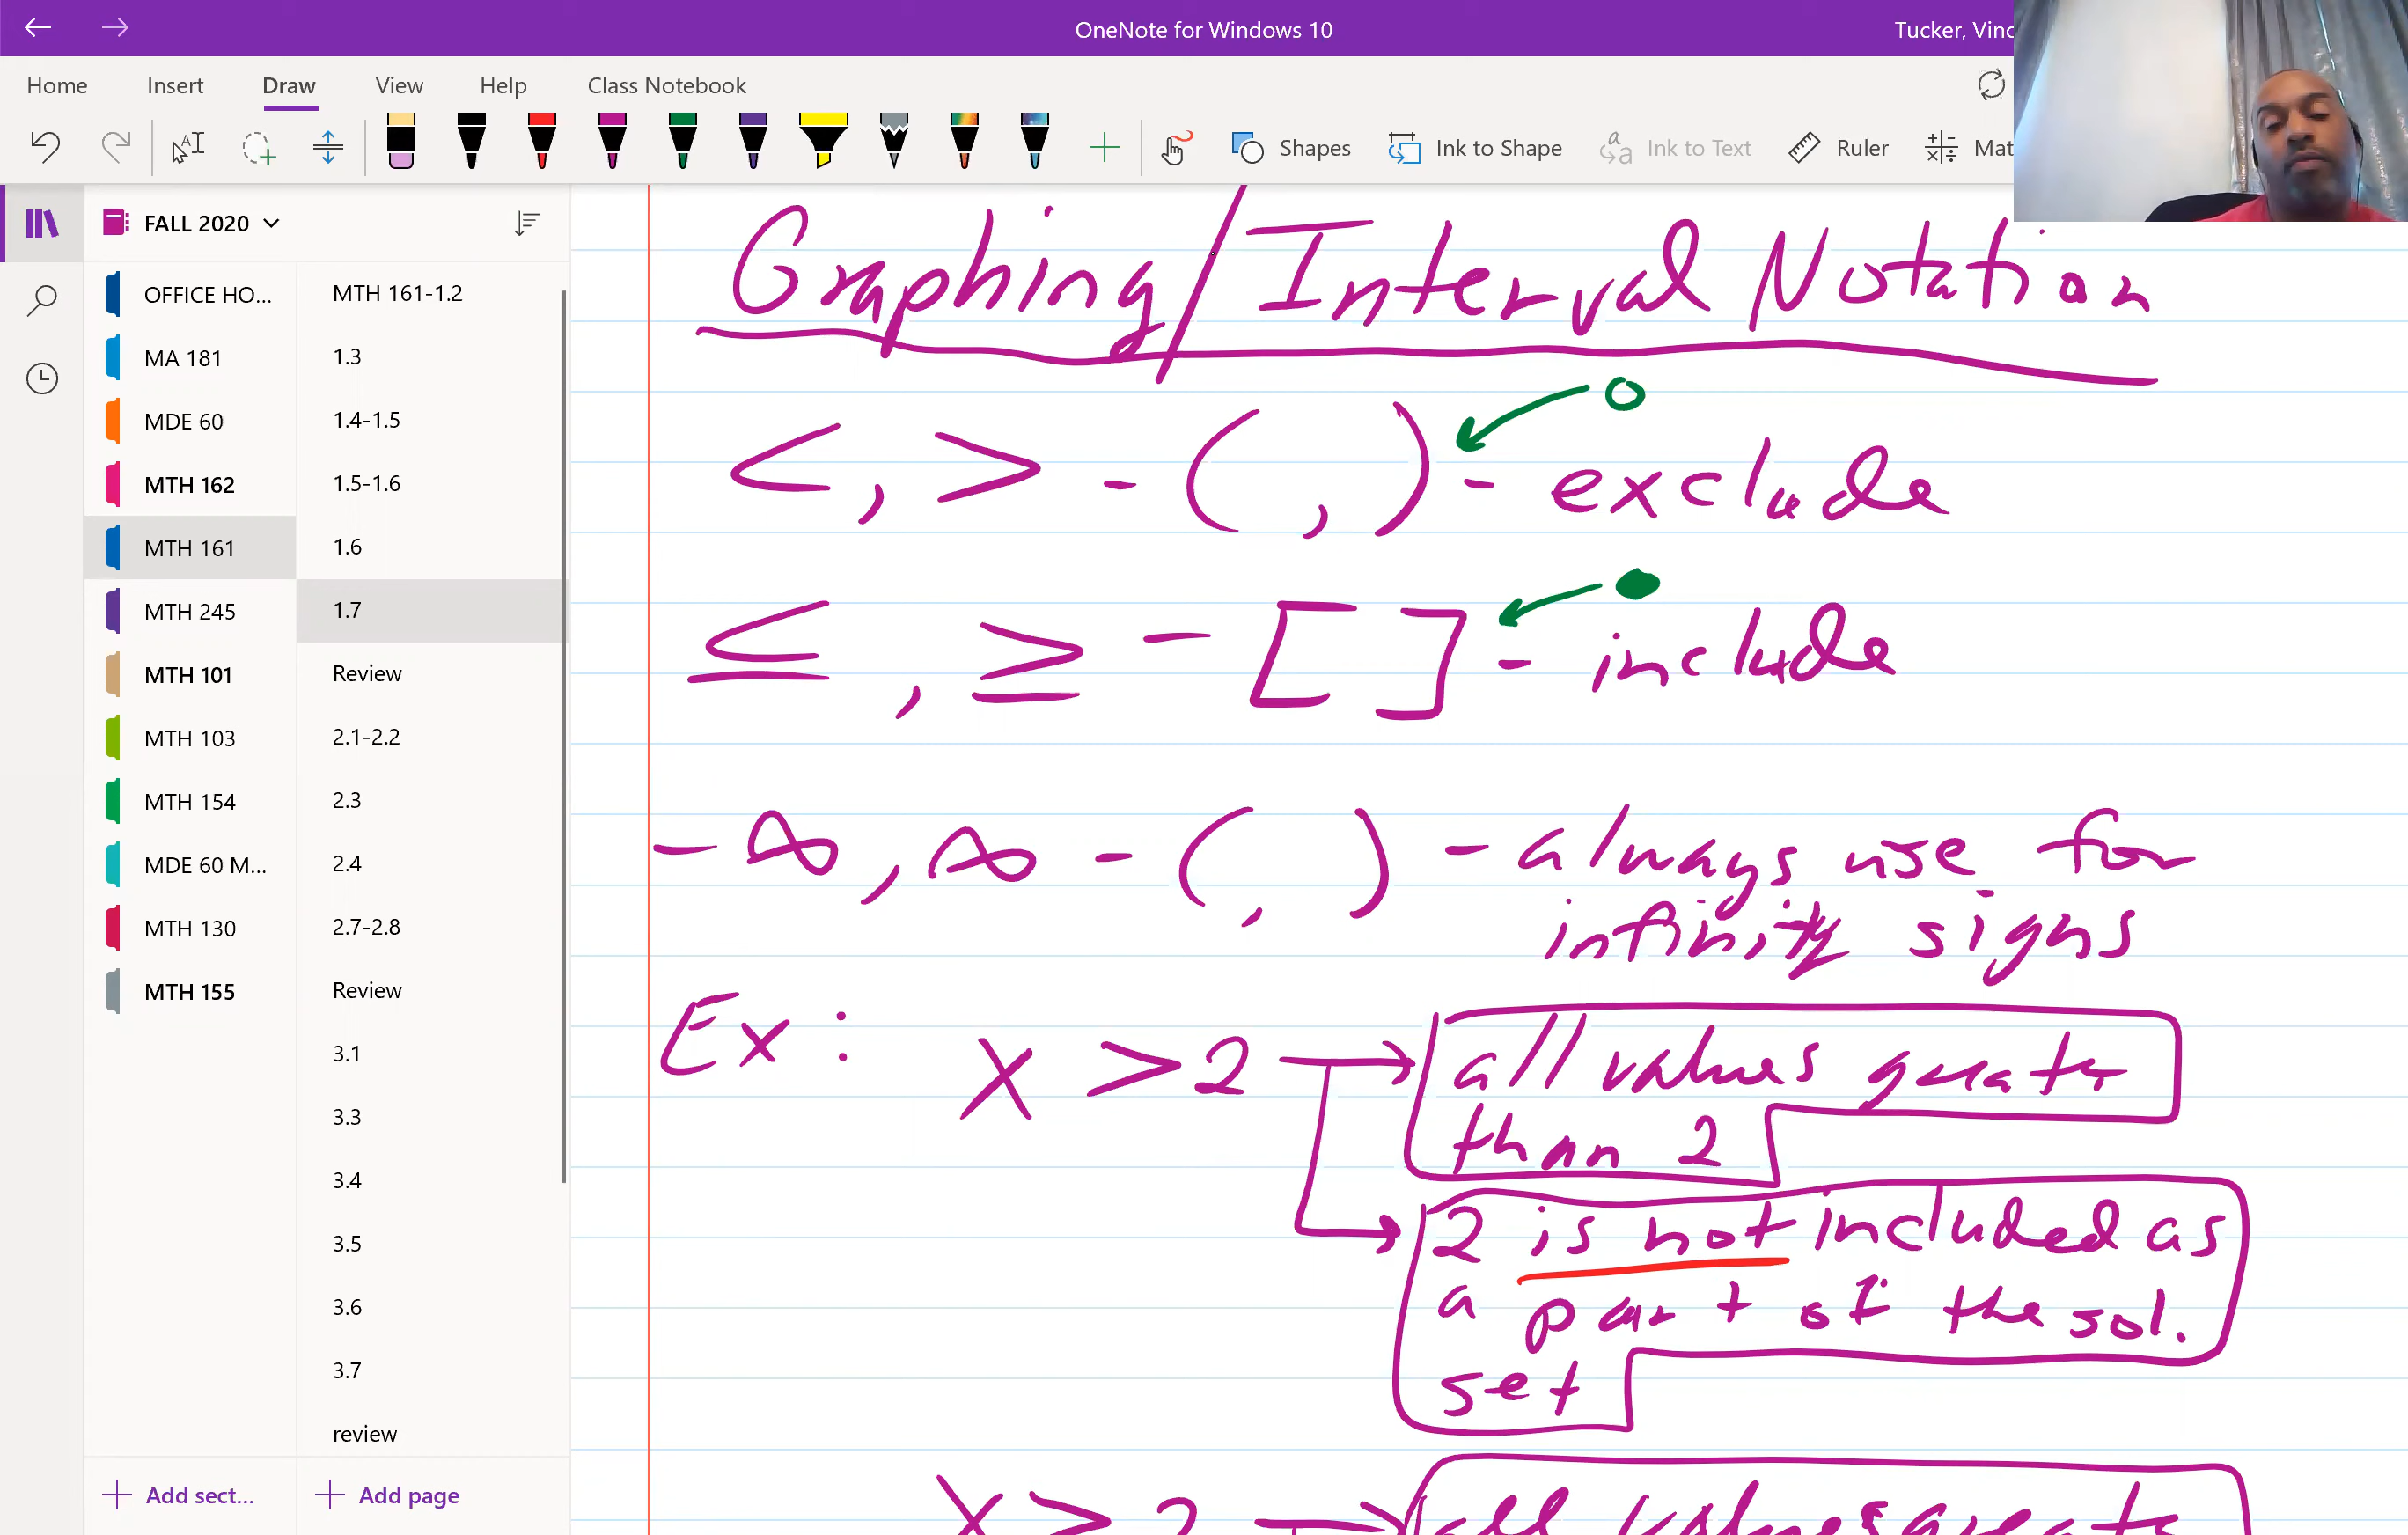 OneNote for Windows 10
Tucker, Vinc
Home Insert Draw View Help Class Notebook
Shapes Ink to Shape Ink to Text Ruler Mat
FALL 2020
OFFICE HO...
MA 181
MDE 60
MTH 162
MTH 161
MTH 245
MTH 101
MTH 103
MTH 154
MDE 60 M...
MTH 130
MTH 155
Add sect...
MTH 161-1.2
1.3
1.4-1.5
1.5-1.6
1.6
1.7
Review
2.1-2.2
2.3
2.4
2.7-2.8
Review
3.1
3.3
3.4
3.5
3.6
3.7
review
Add page
Graphing/Interval Notation
<, > - ( , ) - exclude
≤, ≥ - [ ] - include
-∞, ∞ - ( , ) - always use for
infinity signs
Ex: x > 2 → all values greater
than 2
2 is not included as
a part of the sol.
set
all values